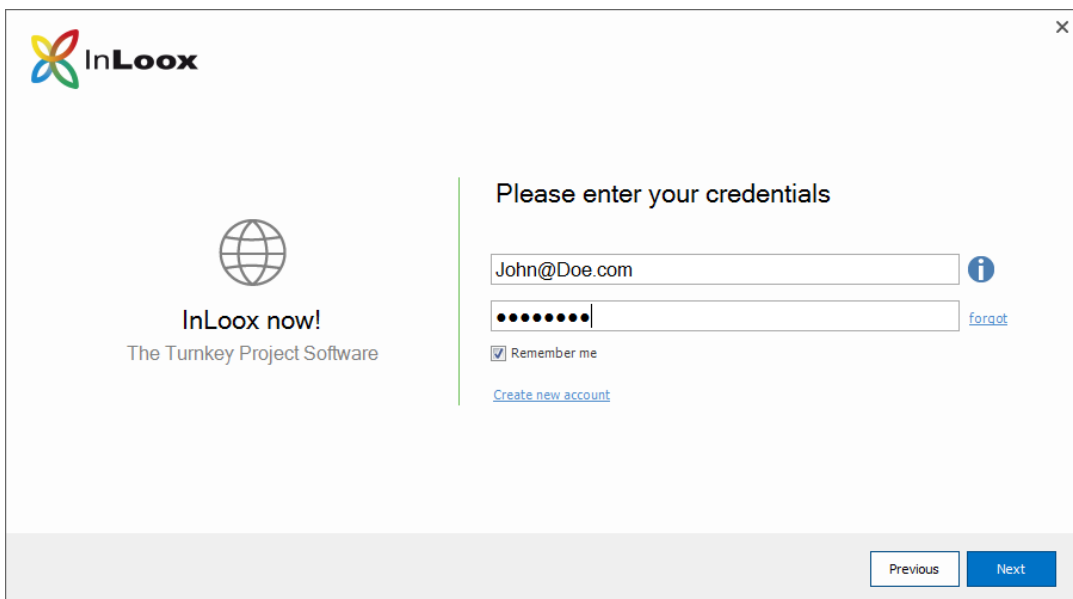 InLoox
Please enter your credentials
John@Doe.com
●●●●●●●●
forgot
InLoox now!
The Turnkey Project Software
Remember me
Create new account
Previous
Next